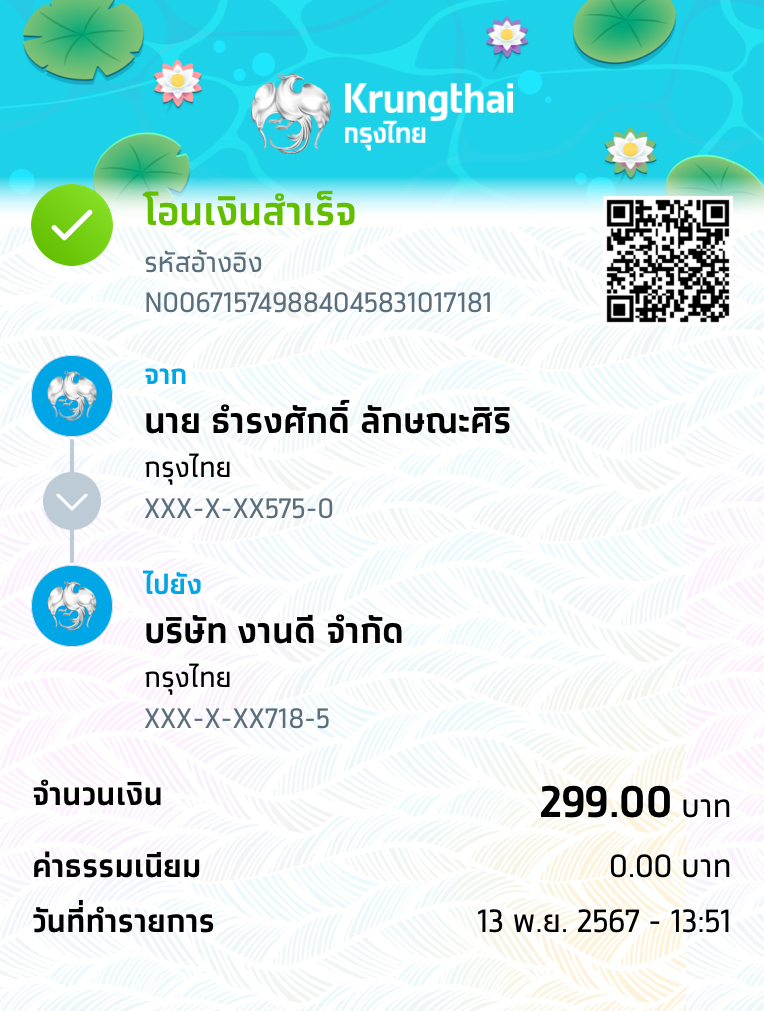 Krungthai
กรุงไทย
โอนเงินสำเร็จ
รหัสอ้างอิง
N00671574988404583101​7181
จาก
นาย ธำรงศักดิ์ ลักษณะศิริ
กรุงไทย
XXX-X-XX575-0
ไปยัง
บริษัท งานดี จำกัด
กรุงไทย
XXX-X-XX718-5
จำนวนเงิน 299.00 บาท
ค่าธรรมเนียม 0.00 บาท
วันที่ทำรายการ 13 พ.ย. 2567 - 13:51